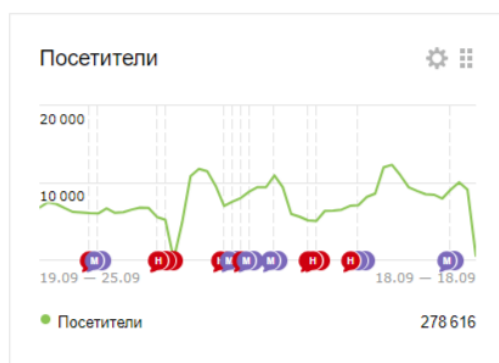 Посетители
20 000
10 000
М Н Н М М М Н Н М
19.09 — 25.09 18.09 — 18.09
Посетители 278 616